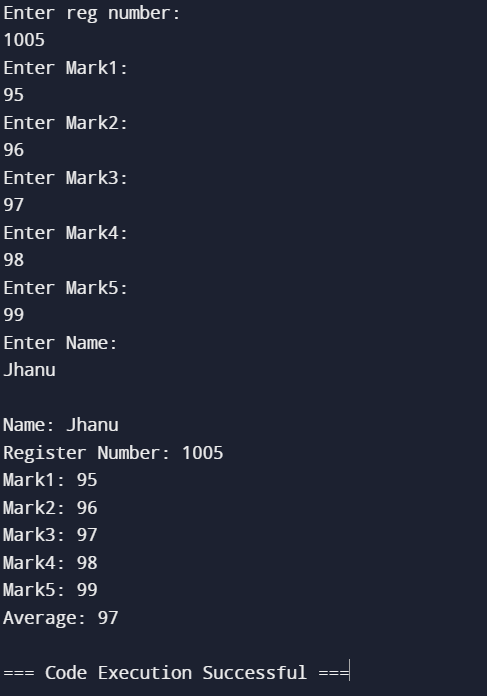 Enter reg number:
1005
Enter Mark1:
95
Enter Mark2:
96
Enter Mark3:
97
Enter Mark4:
98
Enter Mark5:
99
Enter Name:
Jhanu
Name: Jhanu
Register Number: 1005
Mark1: 95
Mark2: 96
Mark3: 97
Mark4: 98
Mark5: 99
Average: 97
=== Code Execution Successful ===